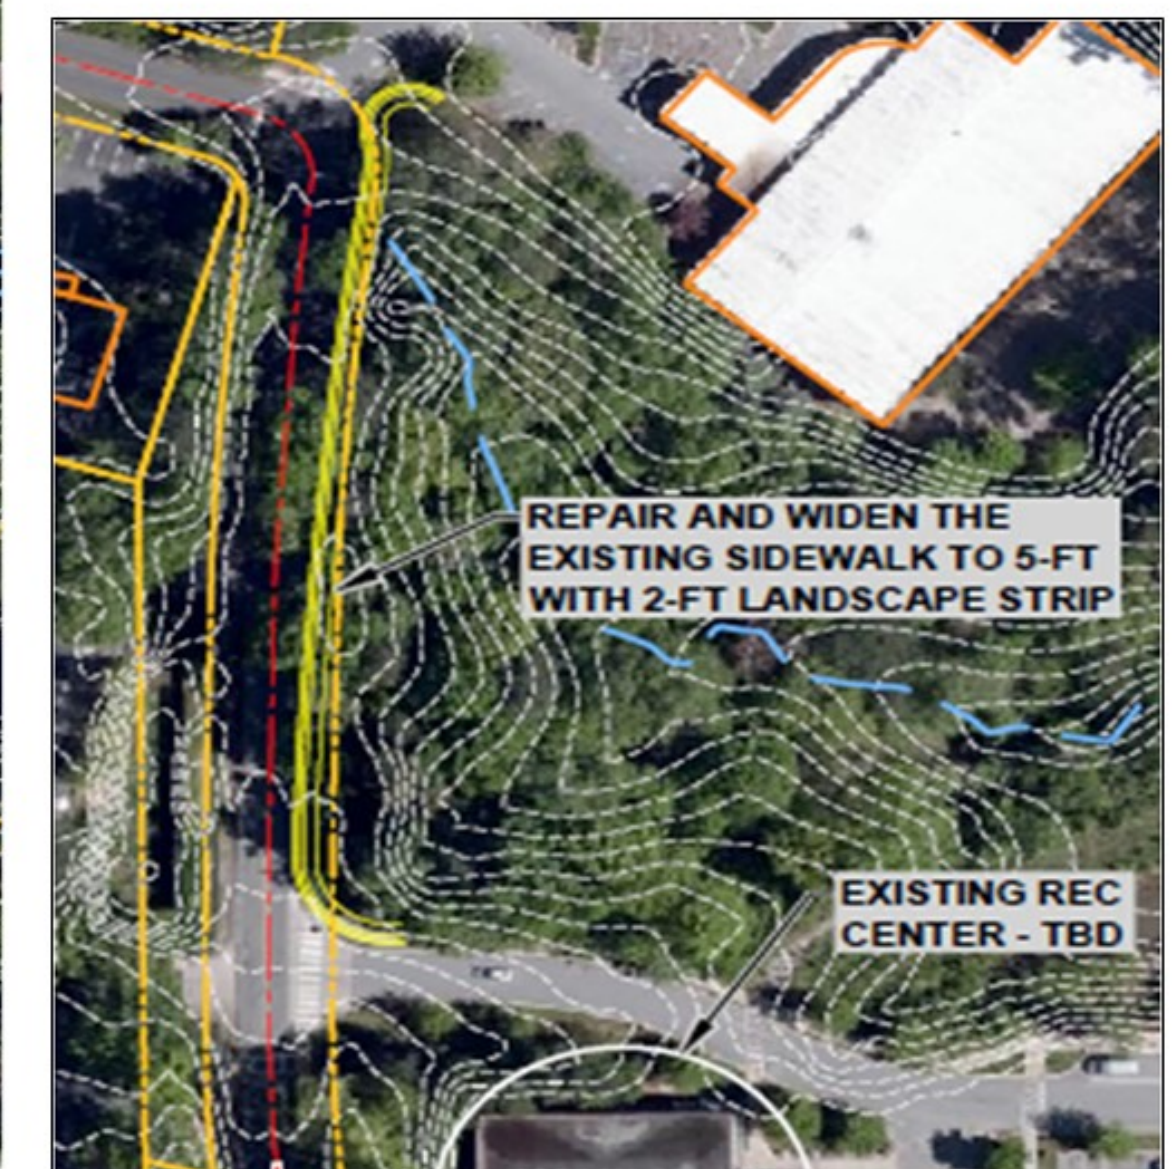 REPAIR AND WIDEN THE
EXISTING SIDEWALK TO 5-FT
WITH 2-FT LANDSCAPE STRIP
EXISTING REC
CENTER - TBD